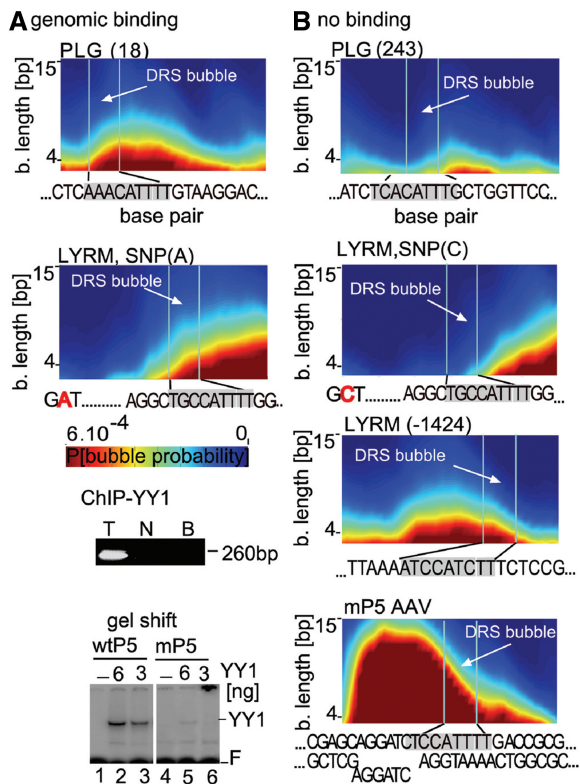 A genomic binding
PLG (18)
15
b. length [bp]
DRS bubble
4
...CTCAAACATTTTGTAAGGAC...
base pair
LYRM, SNP(A)
15
b. length [bp]
DRS bubble
4
GAT..........AGGCTGCCATTTTGG...
6.10-4 0
P[bubble probability]
ChIP-YY1
T N B
260bp
gel shift
wtP5 mP5
– 6 3 – 6 3 YY1
[ng]
YY1
F
1 2 3 4 5 6
B no binding
PLG (243)
15
b. length [bp]
DRS bubble
4
...ATCTTCACATTTGCTGGTTCC...
base pair
LYRM,SNP(C)
15
b. length [bp]
DRS bubble
4
GCT.........AGGCTGCCATTTTGG...
LYRM (-1424)
15
b. length [bp]
DRS bubble
4
...TTAAAATCCATCTTTCTCCG...
mP5 AAV
15
b. length [bp]
DRS bubble
4
CGAGCAGGATCTCCATTTTGACCGCG...
GCTCG AGGTAAAACTGGCGC...
AGGATC